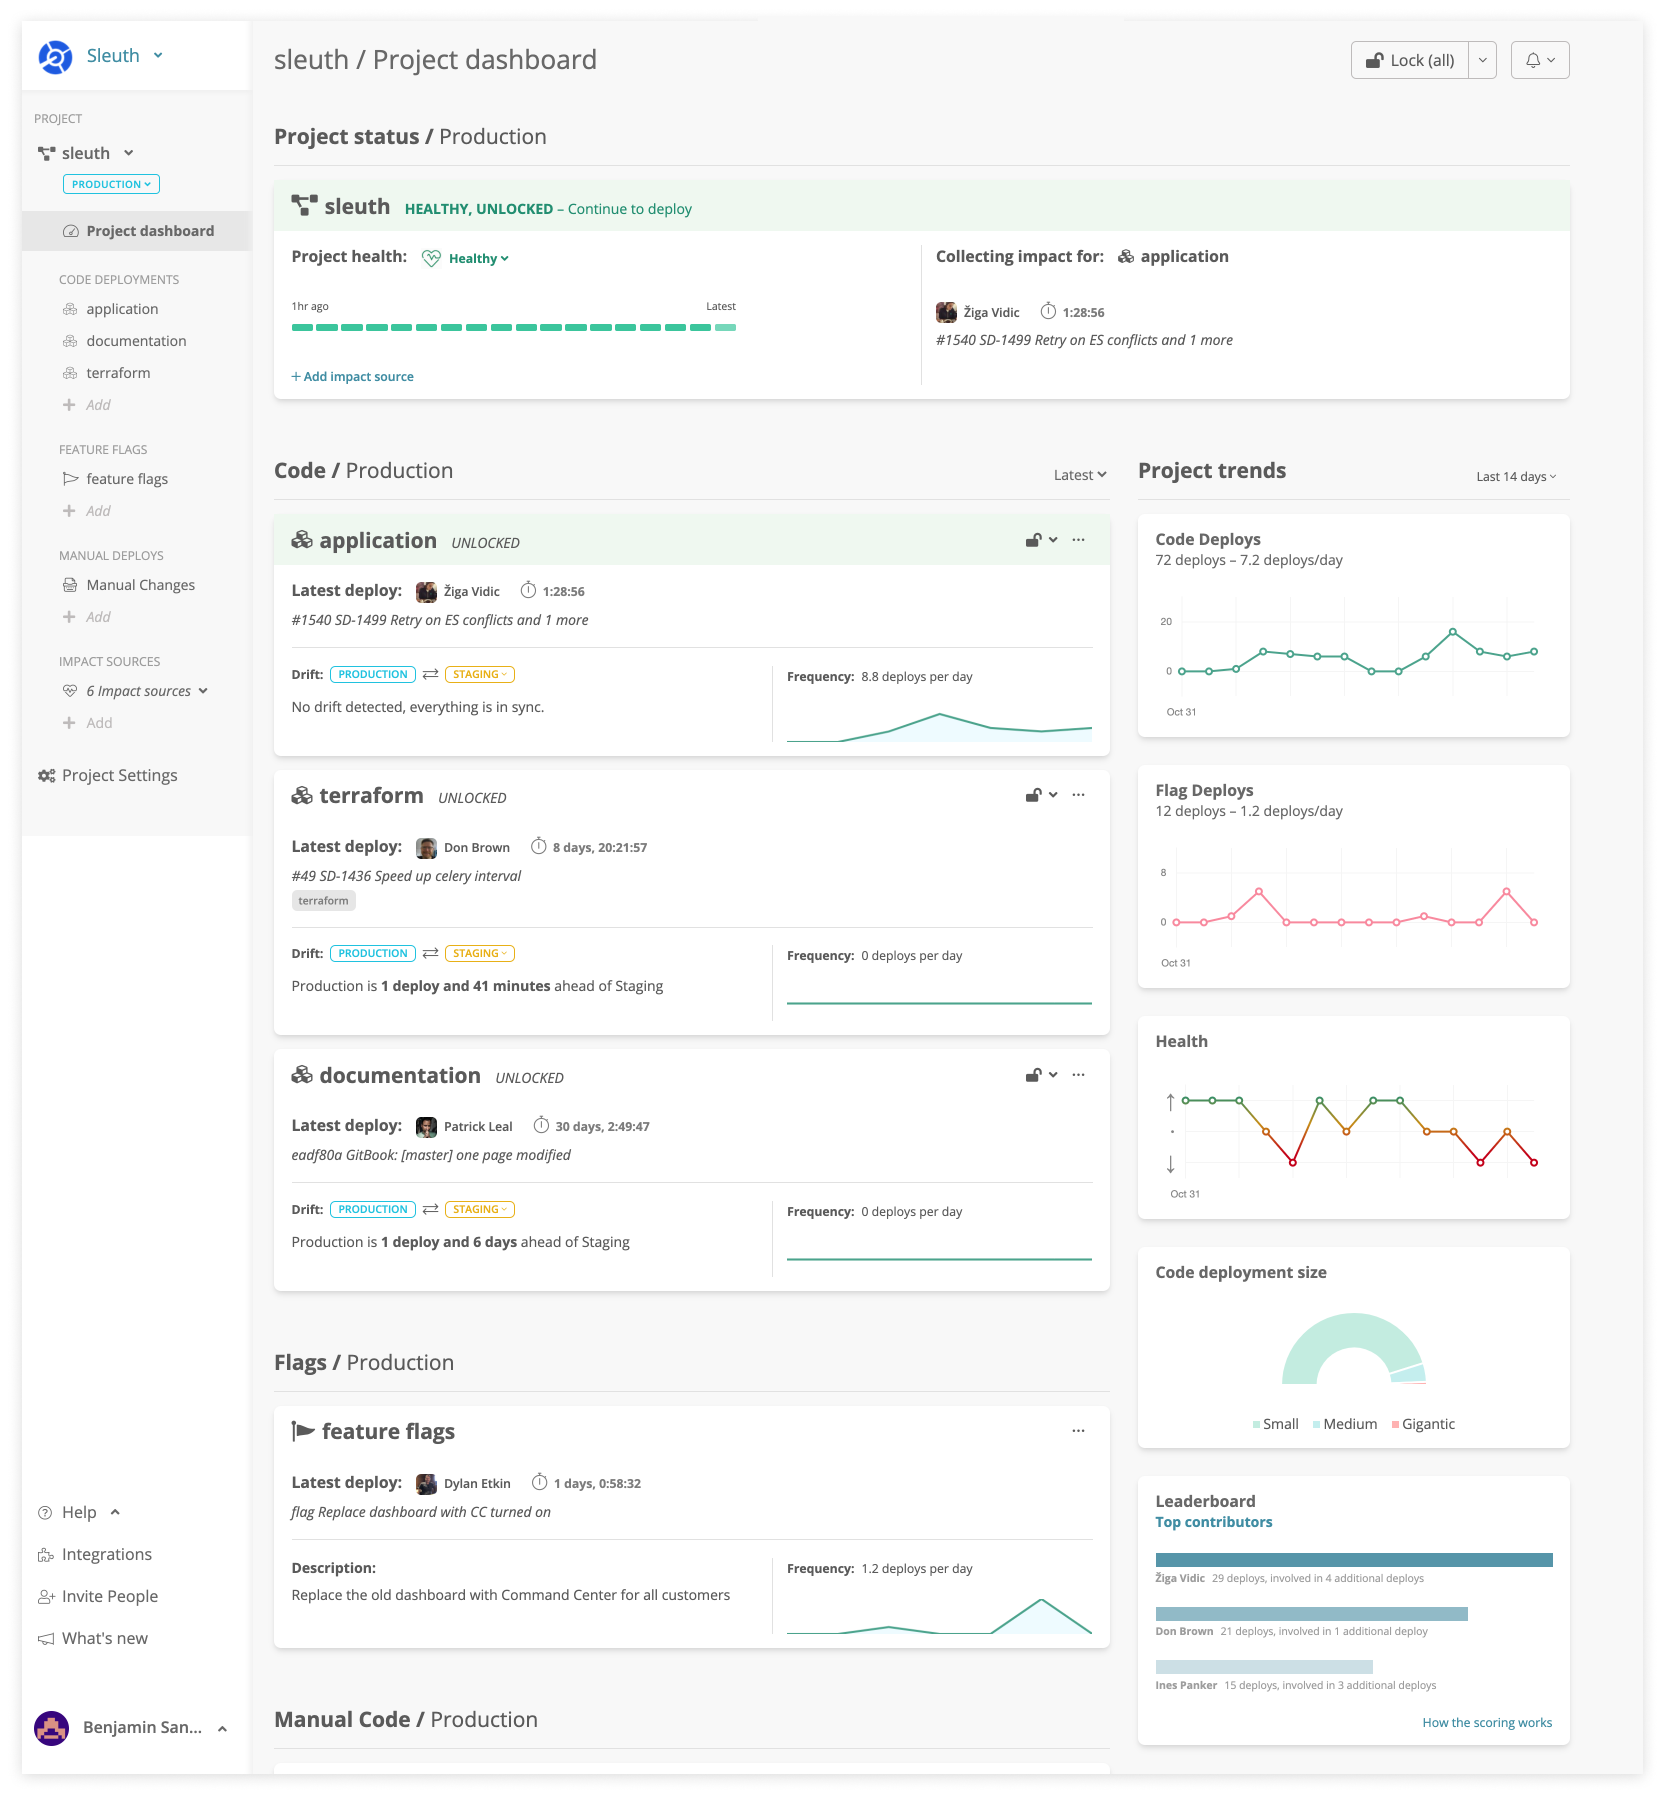 Sleuth
PROJECT
sleuth
PRODUCTION
Project dashboard
CODE DEPLOYMENTS
application
documentation
terraform
Add
FEATURE FLAGS
feature flags
Add
MANUAL DEPLOYS
Manual Changes
Add
IMPACT SOURCES
6 Impact sources
Add
Project Settings
Help
Integrations
Invite People
What's new
Benjamin San...
sleuth / Project dashboard
Lock (all)
Project status / Production
sleuth HEALTHY, UNLOCKED – Continue to deploy
Project health: Healthy
1hr ago Latest
+ Add impact source
Collecting impact for: application
Žiga Vidic 1:28:56
#1540 SD-1499 Retry on ES conflicts and 1 more
Code / Production Latest
application UNLOCKED ...
Latest deploy: Žiga Vidic 1:28:56
#1540 SD-1499 Retry on ES conflicts and 1 more
Drift: PRODUCTION STAGING
No drift detected, everything is in sync.
Frequency: 8.8 deploys per day
terraform UNLOCKED ...
Latest deploy: Don Brown 8 days, 20:21:57
#49 SD-1436 Speed up celery interval
terraform
Drift: PRODUCTION STAGING
Production is 1 deploy and 41 minutes ahead of Staging
Frequency: 0 deploys per day
documentation UNLOCKED ...
Latest deploy: Patrick Leal 30 days, 2:49:47
eadf80a GitBook: [master] one page modified
Drift: PRODUCTION STAGING
Production is 1 deploy and 6 days ahead of Staging
Frequency: 0 deploys per day
Flags / Production
feature flags ...
Latest deploy: Dylan Etkin 1 days, 0:58:32
flag Replace dashboard with CC turned on
Description:
Replace the old dashboard with Command Center for all customers
Frequency: 1.2 deploys per day
Manual Code / Production
Project trends Last 14 days
Code Deploys
72 deploys – 7.2 deploys/day
20
0
Oct 31
Flag Deploys
12 deploys – 1.2 deploys/day
8
0
Oct 31
Health
Oct 31
Code deployment size
Small Medium Gigantic
Leaderboard
Top contributors
Žiga Vidic 29 deploys, involved in 4 additional deploys
Don Brown 21 deploys, involved in 1 additional deploy
Ines Panker 15 deploys, involved in 3 additional deploys
How the scoring works